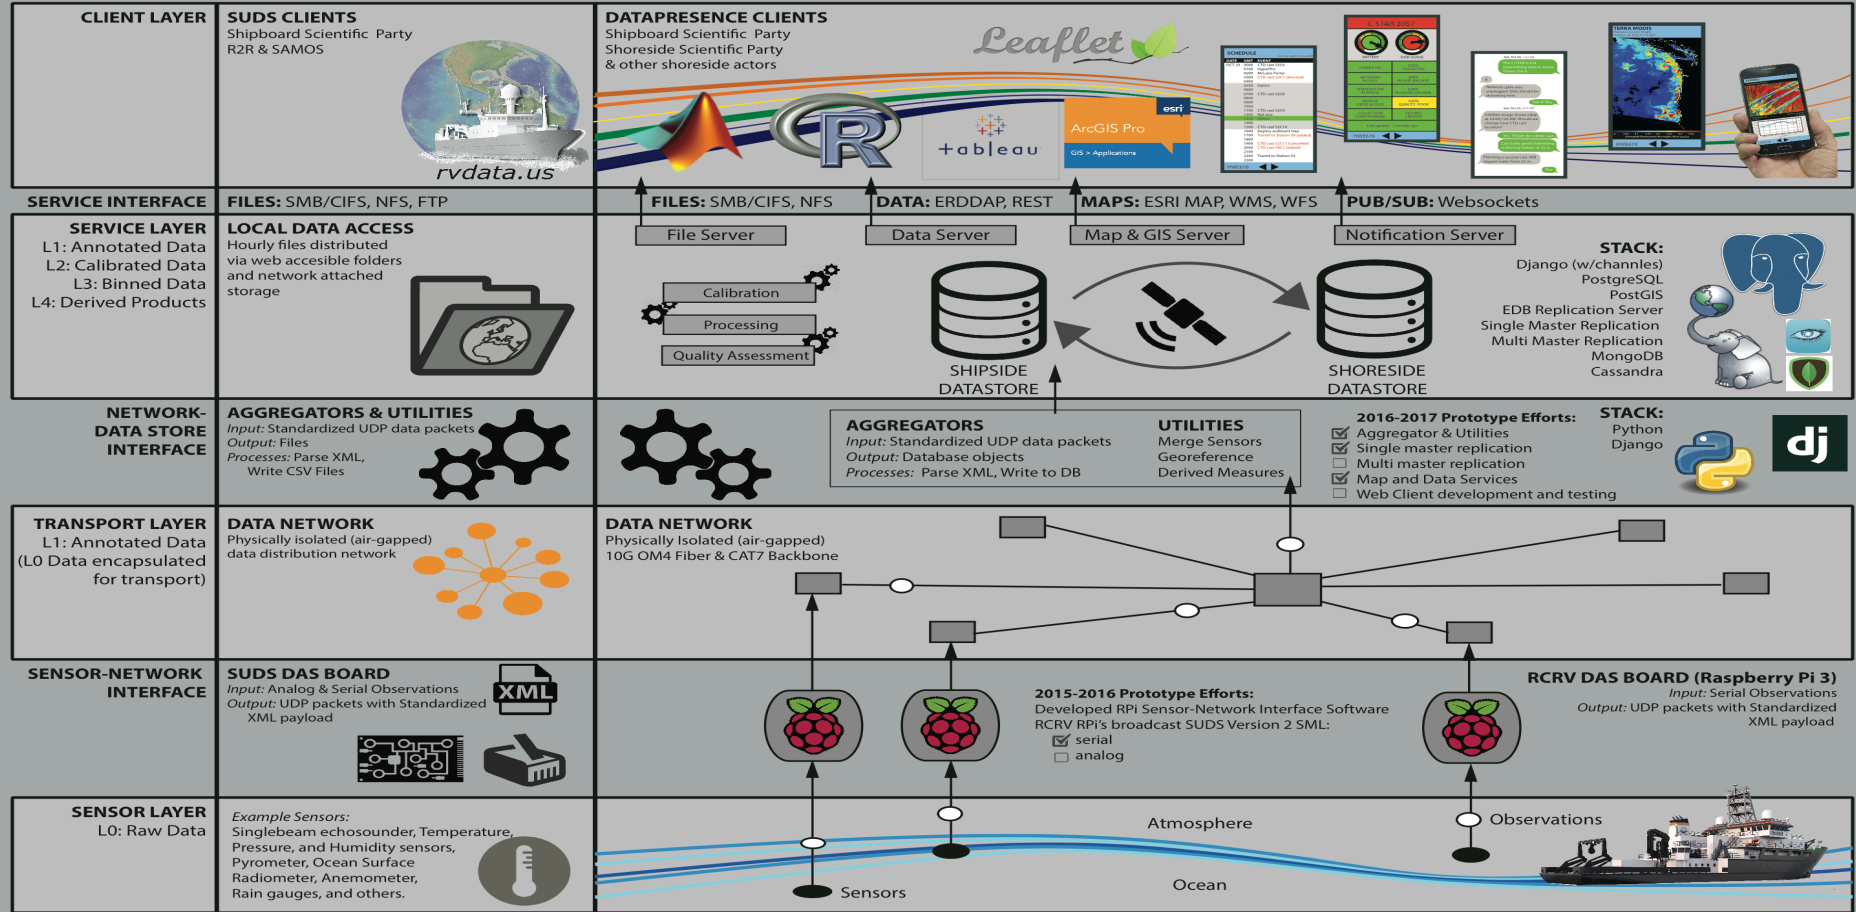 CLIENT LAYER
SUDS CLIENTS
Shipboard Scientific Party
R2R & SAMOS
rvdata.us
DATAPRESENCE CLIENTS
Shipboard Scientific Party
Shoreside Scientific Party
& other shoreside actors
Leaflet
R
+ableau
esri
ArcGIS Pro
GIS > Applications
SCHEDULE
DATE GMT EVENT
C-STAR 2057
TERRA MODIS
SERVICE INTERFACE
FILES: SMB/CIFS, NFS, FTP
FILES: SMB/CIFS, NFS
DATA: ERDDAP, REST
MAPS: ESRI MAP, WMS, WFS
PUB/SUB: Websockets
SERVICE LAYER
L1: Annotated Data
L2: Calibrated Data
L3: Binned Data
L4: Derived Products
LOCAL DATA ACCESS
Hourly files distributed
via web accesible folders
and network attached
storage
File Server
Data Server
Map & GIS Server
Notification Server
Calibration
Processing
Quality Assessment
SHIPSIDE
DATASTORE
SHORESIDE
DATASTORE
STACK:
Django (w/channles)
PostgreSQL
PostGIS
EDB Replication Server
Single Master Replication
Multi Master Replication
MongoDB
Cassandra
NETWORK-
DATA STORE
INTERFACE
AGGREGATORS & UTILITIES
Input: Standardized UDP data packets
Output: Files
Processes: Parse XML,
Write CSV Files
AGGREGATORS
Input: Standardized UDP data packets
Output: Database objects
Processes: Parse XML, Write to DB
UTILITIES
Merge Sensors
Georeference
Derived Measures
2016-2017 Prototype Efforts:
Aggregator & Utilities
Single master replication
Multi master replication
Map and Data Services
Web Client development and testing
STACK:
Python
Django
dj
TRANSPORT LAYER
L1: Annotated Data
(L0 Data encapsulated
for transport)
DATA NETWORK
Physically isolated (air-gapped)
data distribution network
DATA NETWORK
Physically Isolated (air-gapped)
10G OM4 Fiber & CAT7 Backbone
SENSOR-NETWORK
INTERFACE
SUDS DAS BOARD
Input: Analog & Serial Observations
Output: UDP packets with Standardized
XML payload
XML
2015-2016 Prototype Efforts:
Developed RPi Sensor-Network Interface Software
RCRV RPi's broadcast SUDS Version 2 SML:
serial
analog
RCRV DAS BOARD (Raspberry Pi 3)
Input: Serial Observations
Output: UDP packets with Standardized
XML payload
SENSOR LAYER
L0: Raw Data
Example Sensors:
Singlebeam echosounder, Temperature,
Pressure, and Humidity sensors,
Pyrometer, Ocean Surface
Radiometer, Anemometer,
Rain gauges, and others.
Sensors
Atmosphere
Ocean
Observations